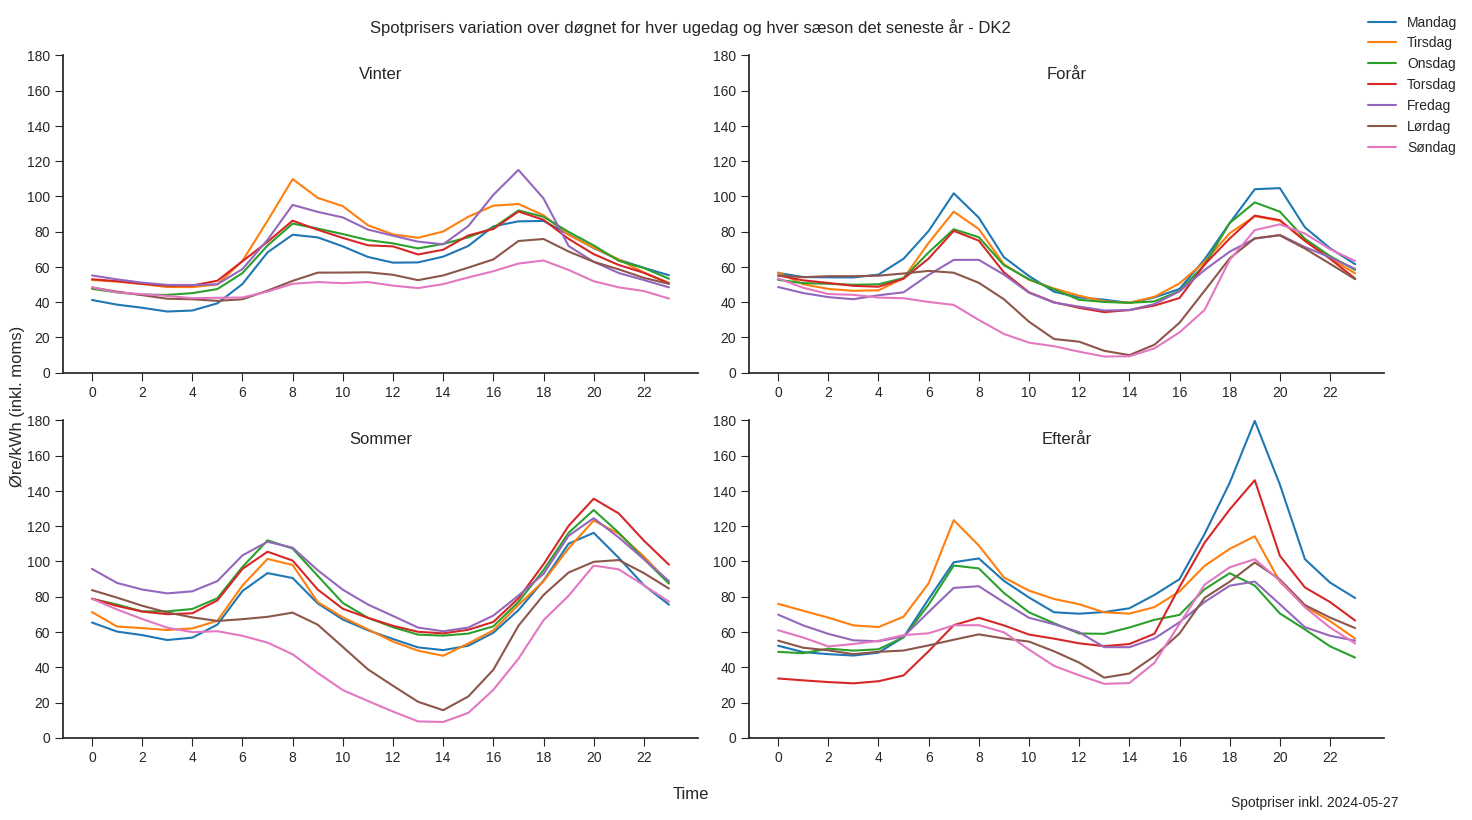 Spotprisers variation over døgnet for hver ugedag og hver sæson det seneste år - DK2
Mandag
Tirsdag
Onsdag
Torsdag
Fredag
Lørdag
Søndag
Vinter
180
160
140
120
100
80
60
40
20
0
0 2 4 6 8 10 12 14 16 18 20 22
Forår
180
160
140
120
100
80
60
40
20
0
0 2 4 6 8 10 12 14 16 18 20 22
Øre/kWh (inkl. moms)
Sommer
180
160
140
120
100
80
60
40
20
0
0 2 4 6 8 10 12 14 16 18 20 22
Efterår
180
160
140
120
100
80
60
40
20
0
0 2 4 6 8 10 12 14 16 18 20 22
Time
Spotpriser inkl. 2024-05-27